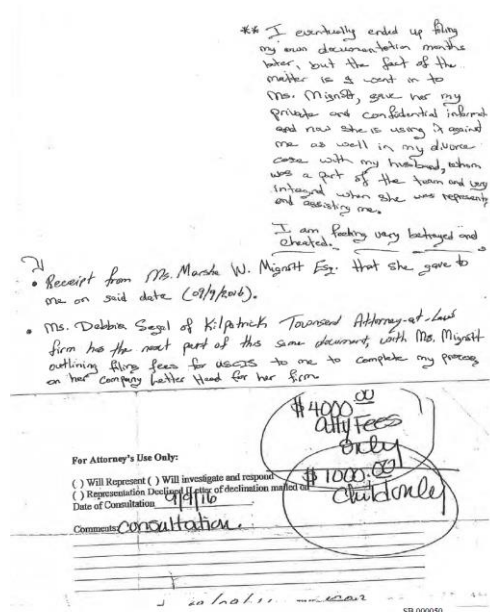 ** I eventually ended up filing
my own documentation months
later, but the fact of the
matter is I went in to
Ms. Mignott, gave her my
private and confidential informat
and now she is using it against
me as well in my divorce
case with my husband, whom
was a part of the team and very
Integral when she was represent
and assisting me.
I am feeling very betrayed and
cheated.
• Receipt from Ms. Marsha W. Mignott Esq. that she gave to
me on said date (09/9/2016).
• Ms. Debbie Segal of Kilpatrick Townsend Attorney-at-Law
firm has the next part of this same document, with Ms. Mignott
outlining filing fees for USCIS to me to complete my process
on her company Letter Head for her firm.
$4000.00
Atty Fees
Only
$1000.00
Child only
For Attorney's Use Only:
( ) Will Represent ( ) Will investigate and respond
( ) Representation Declined Letter of declination mailed on
Date of Consultation 9/9/16
Comments: Consultation.
SB 000050